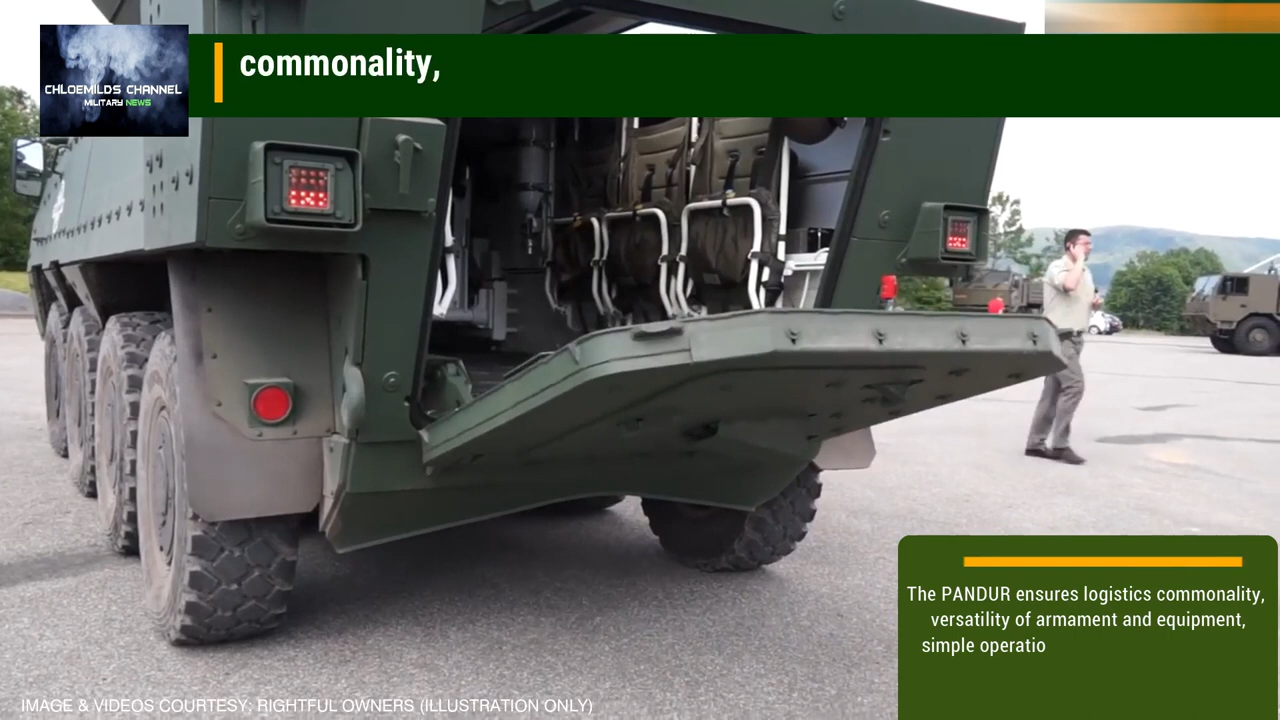 CHLOEMILDS CHANNEL
MILITARY NEWS
commonality,
The PANDUR ensures logistics commonality,
versatility of armament and equipment,
simple operatio
IMAGE & VIDEOS COURTESY: RIGHTFUL OWNERS (ILLUSTRATION ONLY)